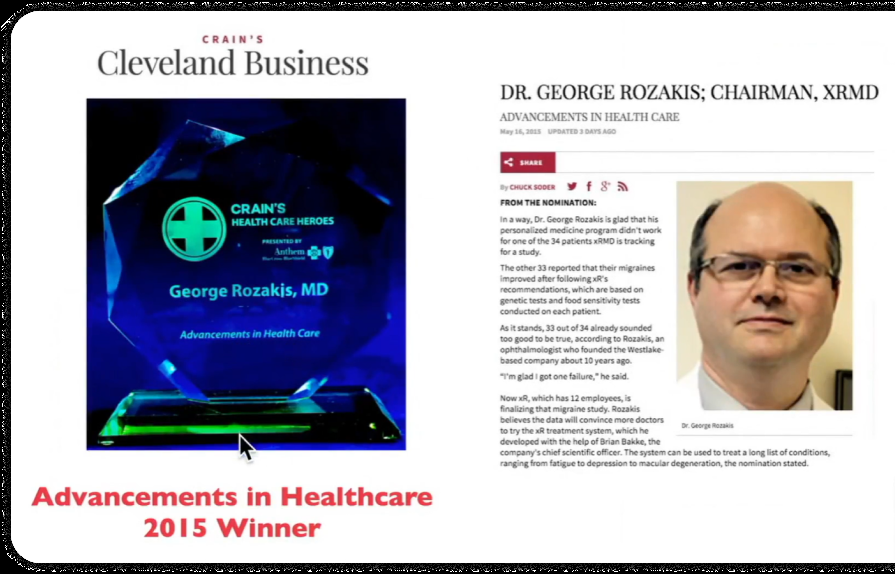 CRAIN'S
Cleveland Business
CRAIN'S
HEALTH CARE HEROES
PRESENTED BY
Anthem
George Rozakis, MD
Advancements in Health Care
Advancements in Healthcare
2015 Winner
DR. GEORGE ROZAKIS; CHAIRMAN, XRMD
ADVANCEMENTS IN HEALTH CARE
May 16, 2015 UPDATED 3 DAYS AGO
SHARE
By CHUCK SODER
FROM THE NOMINATION:
In a way, Dr. George Rozakis is glad that his
personalized medicine program didn't work
for one of the 34 patients xRMD is tracking
for a study.
The other 33 reported that their migraines
improved after following xR's
recommendations, which are based on
genetic tests and food sensitivity tests
conducted on each patient.
As it stands, 33 out of 34 already sounded
too good to be true, according to Rozakis, an
ophthalmologist who founded the Westlake-
based company about 10 years ago.
"I'm glad I got one failure," he said.
Now xR, which has 12 employees, is
finalizing that migraine study. Rozakis
believes the data will convince more doctors
to try the xR treatment system, which he
developed with the help of Brian Bakke, the
company's chief scientific officer. The system can be used to treat a long list of conditions,
ranging from fatigue to depression to macular degeneration, the nomination stated.
Dr. George Rozakis